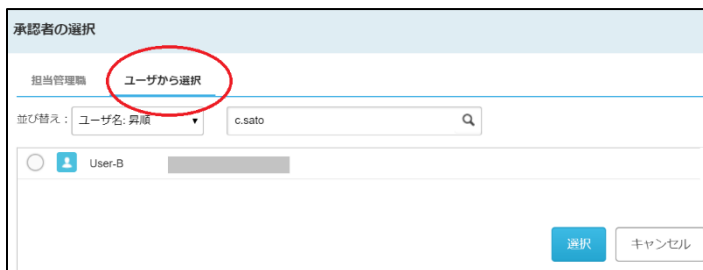 承認者の選択
担当管理職 ユーザから選択
並び替え： ユーザ名: 昇順 c.sato
User-B
選択 キャンセル